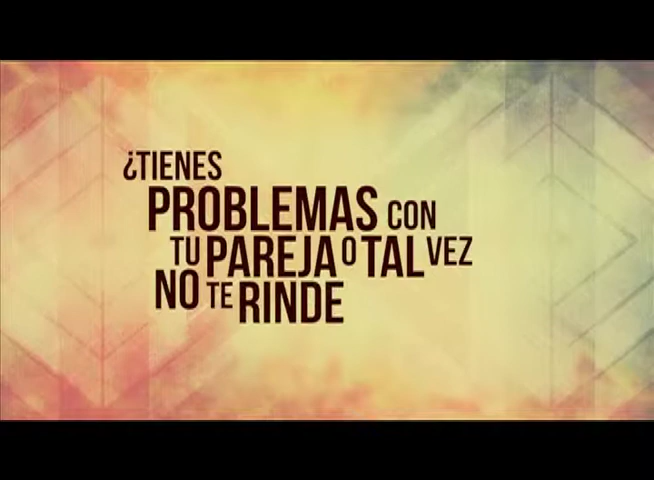 ¿TIENES
PROBLEMAS CON
TU PAREJA O TAL VEZ
NO TE RINDE